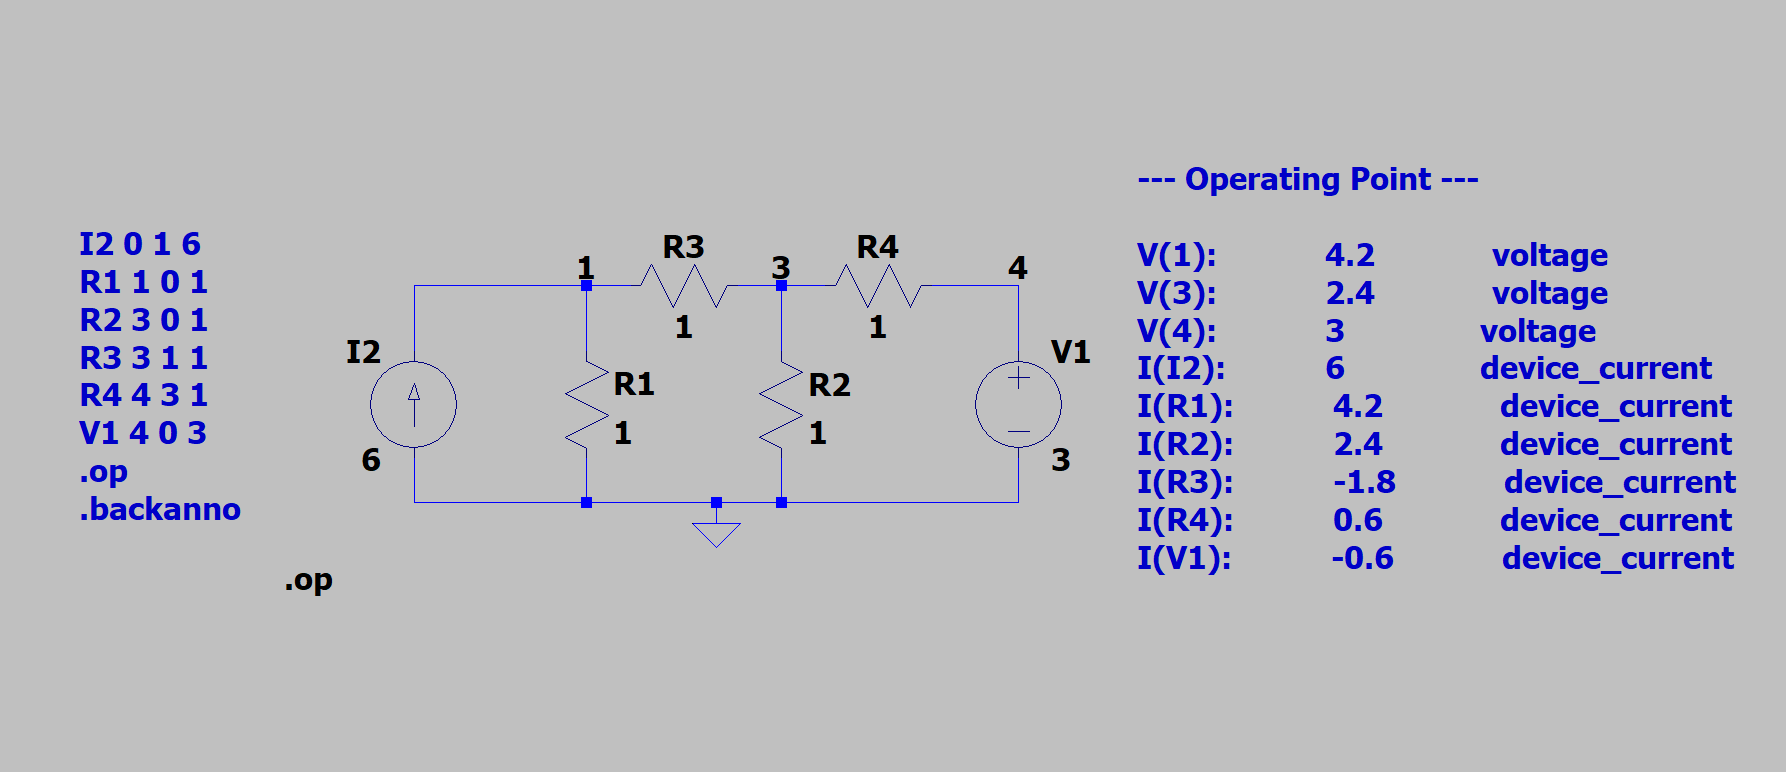 I2 0 1 6
R1 1 0 1
R2 3 0 1
R3 3 1 1
R4 4 3 1
V1 4 0 3
.op
.backanno
.op
I2
6
1
R1
1
R3
1
3
R2
1
R4
1
4
V1
3
--- Operating Point ---
V(1): 4.2 voltage
V(3): 2.4 voltage
V(4): 3 voltage
I(I2): 6 device_current
I(R1): 4.2 device_current
I(R2): 2.4 device_current
I(R3): -1.8 device_current
I(R4): 0.6 device_current
I(V1): -0.6 device_current